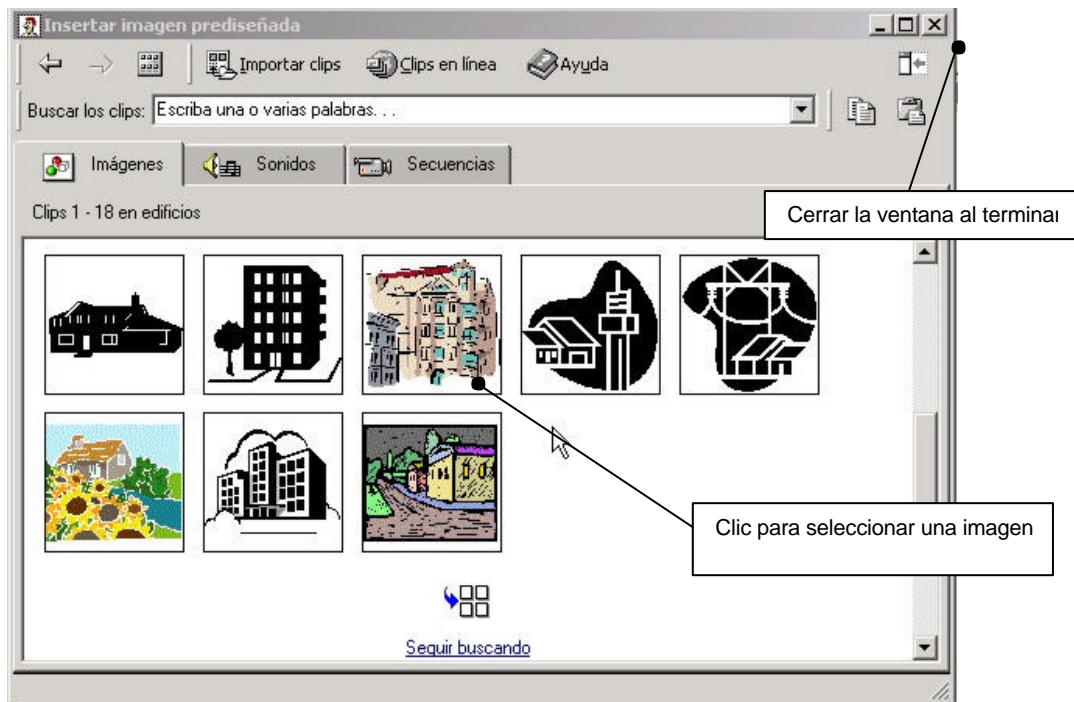 Insertar imagen prediseñada
Importar clips Clips en línea Ayuda
Buscar los clips: Escriba una o varias palabras. . .
Imágenes Sonidos Secuencias
Clips 1 - 18 en edificios
Cerrar la ventana al terminar
Clic para seleccionar una imagen
Seguir buscando